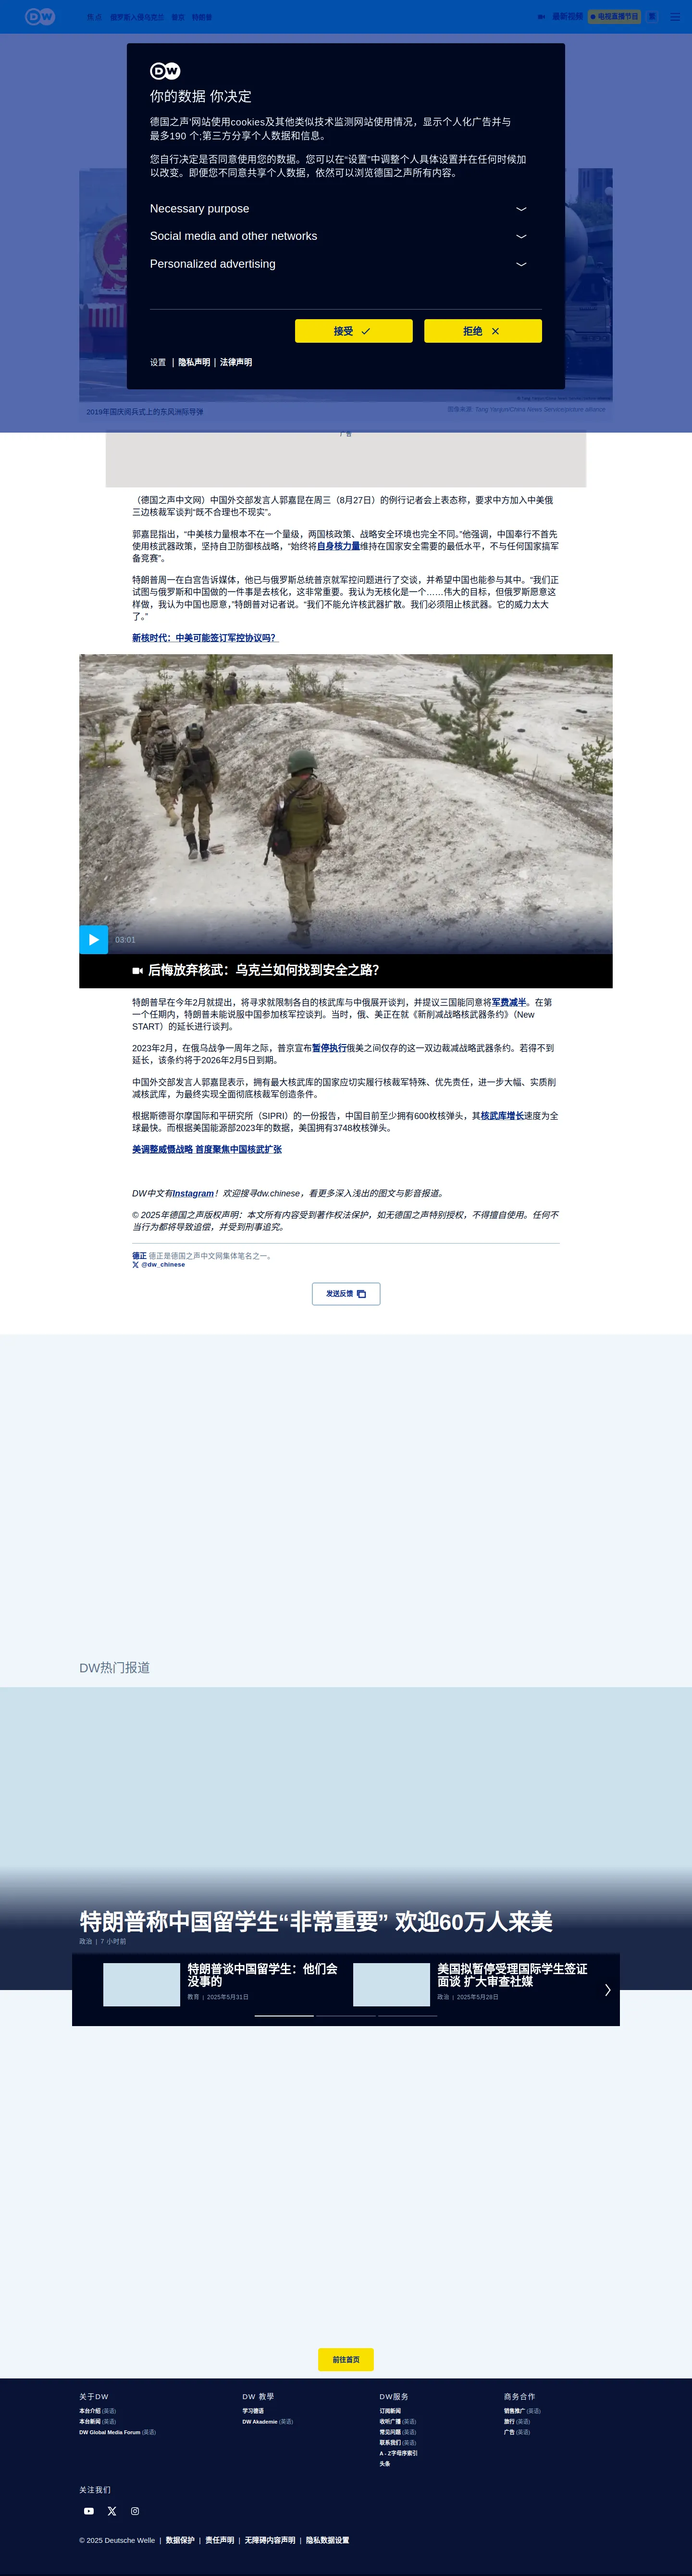 DW
焦点 俄罗斯入侵乌克兰 普京 特朗普
最新视频
电视直播节目
繁
DW
你的数据 你决定
德国之声'网站使用cookies及其他类似技术监测网站使用情况，显示个人化广告并与
最多190 个;第三方分享个人数据和信息。
您自行决定是否同意使用您的数据。您可以在“设置”中调整个人具体设置并在任何时候加
以改变。即便您不同意共享个人数据，依然可以浏览德国之声所有内容。
Necessary purpose
Social media and other networks
Personalized advertising
接受
拒绝
设置 | 隐私声明 | 法律声明
2019年国庆阅兵式上的东风洲际导弹
图像来源: Tang Yanjun/China News Service/picture alliance
广告
（德国之声中文网）中国外交部发言人郭嘉昆在周三（8月27日）的例行记者会上表态称，要求中方加入中美俄
三边核裁军谈判“既不合理也不现实”。
郭嘉昆指出，“中美核力量根本不在一个量级，两国核政策、战略安全环境也完全不同。”他强调，中国奉行不首先
使用核武器政策，坚持自卫防御核战略，“始终将自身核力量维持在国家安全需要的最低水平，不与任何国家搞军
备竞赛”。
特朗普周一在白宫告诉媒体，他已与俄罗斯总统普京就军控问题进行了交谈，并希望中国也能参与其中。“我们正
试图与俄罗斯和中国做的一件事是去核化，这非常重要。我认为无核化是一个……伟大的目标，但俄罗斯愿意这
样做，我认为中国也愿意，”特朗普对记者说。“我们不能允许核武器扩散。我们必须阻止核武器。它的威力太大
了。”
新核时代：中美可能签订军控协议吗？
03:01
后悔放弃核武：乌克兰如何找到安全之路？
特朗普早在今年2月就提出，将寻求就限制各自的核武库与中俄展开谈判，并提议三国能同意将军费减半。在第
一个任期内，特朗普未能说服中国参加核军控谈判。当时，俄、美正在就《新削减战略核武器条约》（New
START）的延长进行谈判。
2023年2月，在俄乌战争一周年之际，普京宣布暂停执行俄美之间仅存的这一双边裁减战略武器条约。若得不到
延长，该条约将于2026年2月5日到期。
中国外交部发言人郭嘉昆表示，拥有最大核武库的国家应切实履行核裁军特殊、优先责任，进一步大幅、实质削
减核武库，为最终实现全面彻底核裁军创造条件。
根据斯德哥尔摩国际和平研究所（SIPRI）的一份报告，中国目前至少拥有600枚核弹头，其核武库增长速度为全
球最快。而根据美国能源部2023年的数据，美国拥有3748枚核弹头。
美调整威慑战略 首度聚焦中国核武扩张
DW中文有Instagram！欢迎搜寻dw.chinese，看更多深入浅出的图文与影音报道。
© 2025年德国之声版权声明：本文所有内容受到著作权法保护，如无德国之声特别授权，不得擅自使用。任何不
当行为都将导致追偿，并受到刑事追究。
德正 德正是德国之声中文网集体笔名之一。
@dw_chinese
发送反馈
DW热门报道
特朗普称中国留学生“非常重要” 欢迎60万人来美
政治 | 7 小时前
特朗普谈中国留学生：他们会
没事的
教育 | 2025年5月31日
美国拟暂停受理国际学生签证
面谈 扩大审查社媒
政治 | 2025年5月28日
前往首页
关于DW
本台介绍 (英语)
本台新闻 (英语)
DW Global Media Forum (英语)
DW 教學
学习德语
DW Akademie (英语)
DW服务
订阅新闻
收听广播 (英语)
常见问题 (英语)
联系我们 (英语)
A - Z字母序索引
头条
商务合作
销售推广 (英语)
旅行 (英语)
广告 (英语)
关注我们
© 2025 Deutsche Welle | 数据保护 | 责任声明 | 无障碍内容声明 | 隐私数据设置